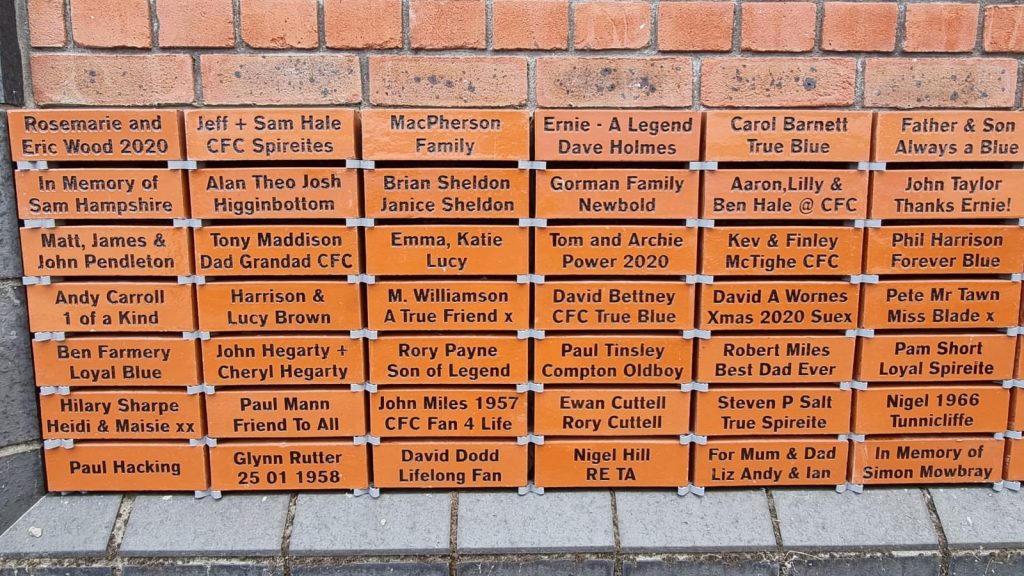 Rosemarie and
Eric Wood 2020
Jeff + Sam Hale
CFC Spireites
MacPherson
Family
Ernie - A Legend
Dave Holmes
Carol Barnett
True Blue
Father & Son
Always a Blue
In Memory of
Sam Hampshire
Alan Theo Josh
Higginbottom
Brian Sheldon
Janice Sheldon
Gorman Family
Newbold
Aaron,Lilly &
Ben Hale @ CFC
John Taylor
Thanks Ernie!
Matt, James &
John Pendleton
Tony Maddison
Dad Grandad CFC
Emma, Katie
Lucy
Tom and Archie
Power 2020
Kev & Finley
McTighe CFC
Phil Harrison
Forever Blue
Andy Carroll
1 of a Kind
Harrison &
Lucy Brown
M. Williamson
A True Friend x
David Bettney
CFC True Blue
David A Wornes
Xmas 2020 Suex
Pete Mr Tawn
Miss Blade x
Ben Farmery
Loyal Blue
John Hegarty +
Cheryl Hegarty
Rory Payne
Son of Legend
Paul Tinsley
Compton Oldboy
Robert Miles
Best Dad Ever
Pam Short
Loyal Spireite
Hilary Sharpe
Heidi & Maisie xx
Paul Mann
Friend To All
John Miles 1957
CFC Fan 4 Life
Ewan Cuttell
Rory Cuttell
Steven P Salt
True Spireite
Nigel 1966
Tunnicliffe
Paul Hacking
Glynn Rutter
25 01 1958
David Dodd
Lifelong Fan
Nigel Hill
RE TA
For Mum & Dad
Liz Andy & Ian
In Memory of
Simon Mowbray